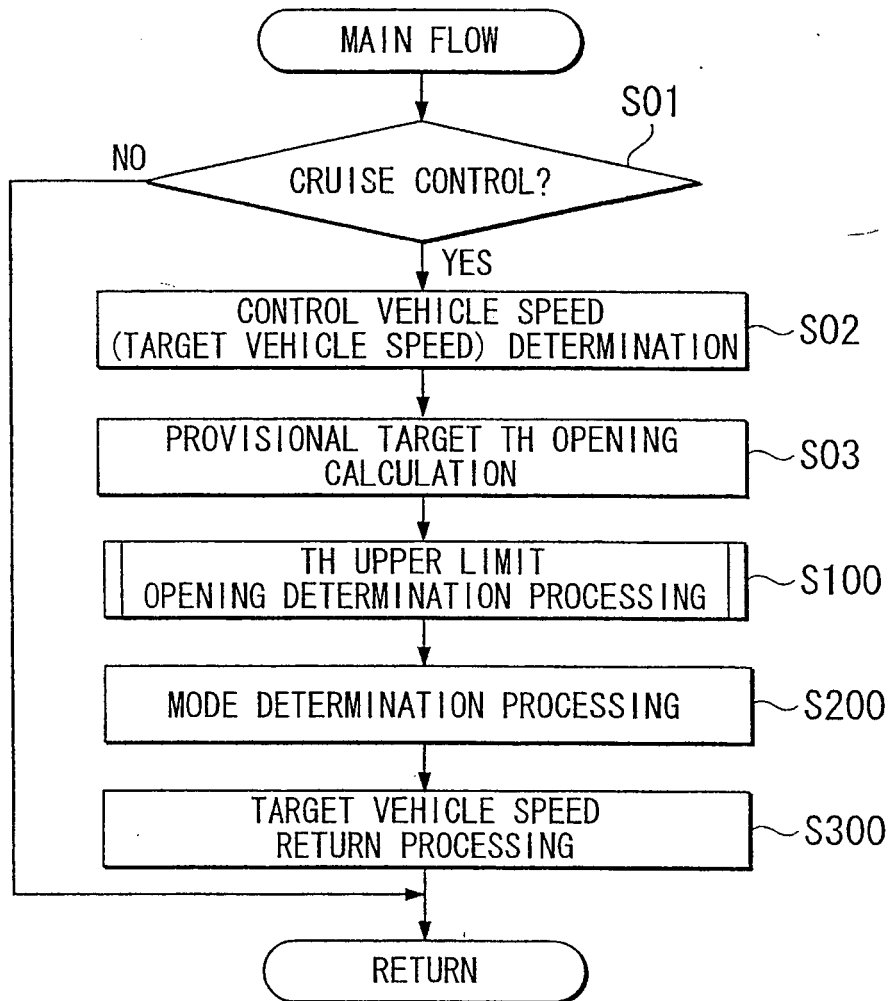 MAIN FLOW
S01
NO
CRUISE CONTROL?
YES
CONTROL VEHICLE SPEED
(TARGET VEHICLE SPEED) DETERMINATION
S02
PROVISIONAL TARGET TH OPENING
CALCULATION
S03
TH UPPER LIMIT
OPENING DETERMINATION PROCESSING
S100
MODE DETERMINATION PROCESSING
S200
TARGET VEHICLE SPEED
RETURN PROCESSING
S300
RETURN